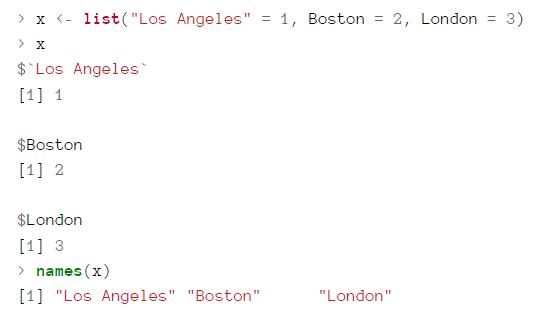 > x <- list("Los Angeles" = 1, Boston = 2, London = 3)
> x
$`Los Angeles`
[1] 1
$Boston
[1] 2
$London
[1] 3
> names(x)
[1] "Los Angeles" "Boston"      "London"